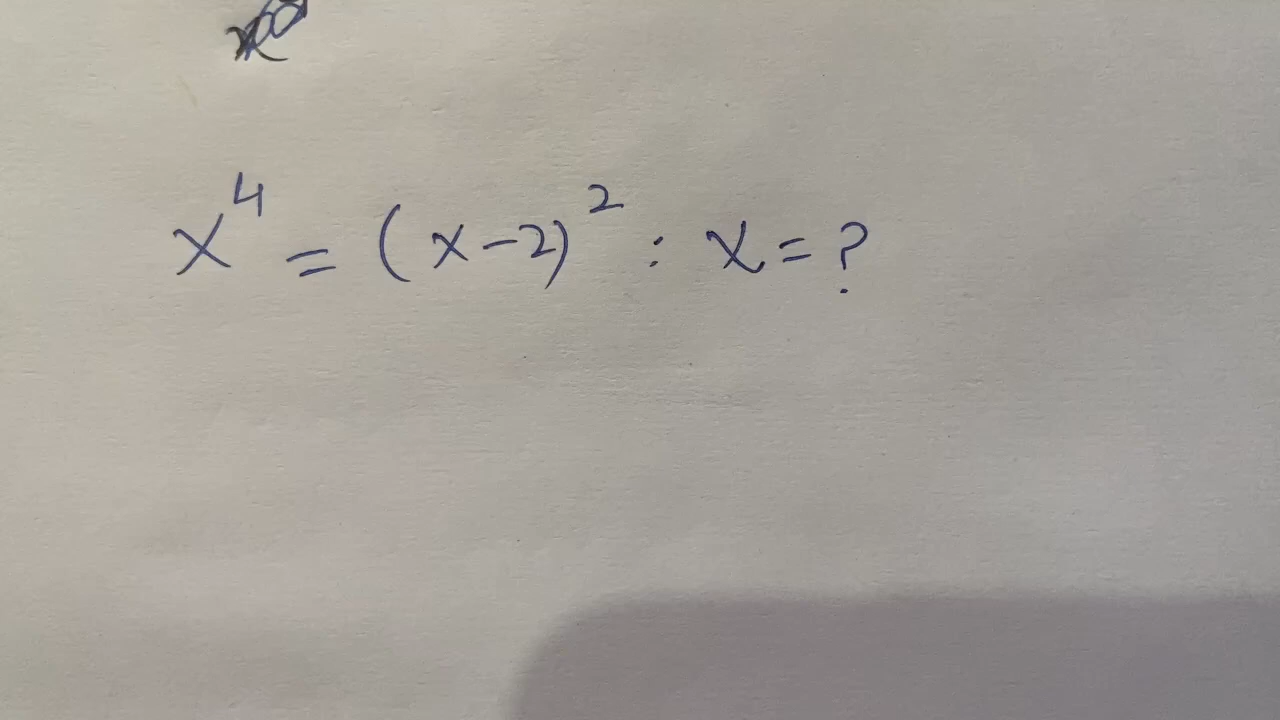 x⁴ = (x-2)² : x = ?